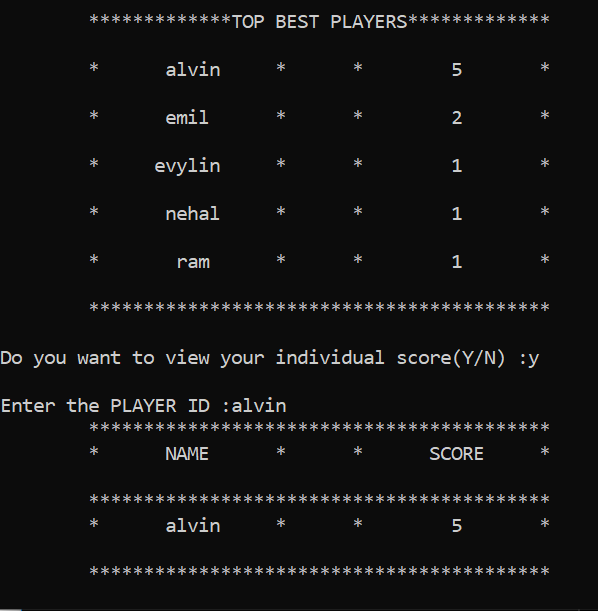 *************TOP BEST PLAYERS*************
* alvin * * 5 *
* emil * * 2 *
* evylin * * 1 *
* nehal * * 1 *
* ram * * 1 *
******************************************
Do you want to view your individual score(Y/N) :y
Enter the PLAYER ID :alvin
******************************************
* NAME * * SCORE *
******************************************
* alvin * * 5 *
******************************************